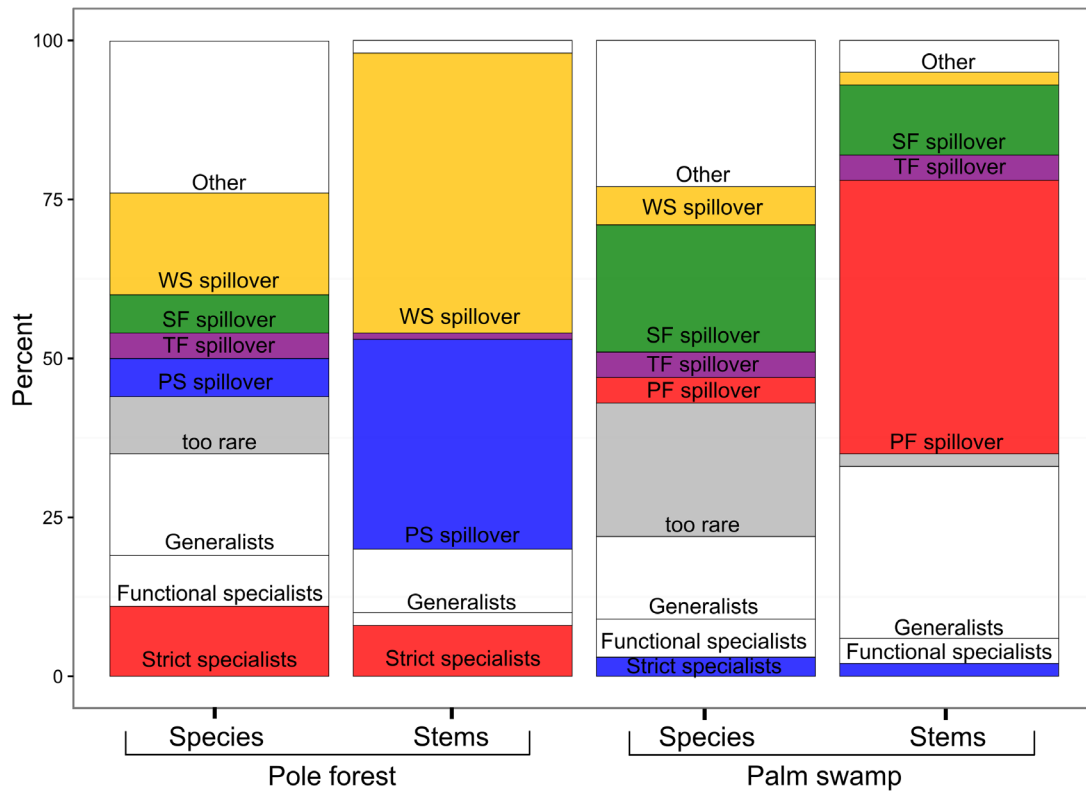 Percent
100
75
50
25
0
Other
WS spillover
SF spillover
TF spillover
PS spillover
too rare
Generalists
Functional specialists
Strict specialists
WS spillover
PS spillover
Generalists
Strict specialists
Other
WS spillover
SF spillover
TF spillover
PF spillover
too rare
Generalists
Functional specialists
Strict specialists
Other
SF spillover
TF spillover
PF spillover
Generalists
Functional specialists
Species
Stems
Species
Stems
Pole forest
Palm swamp